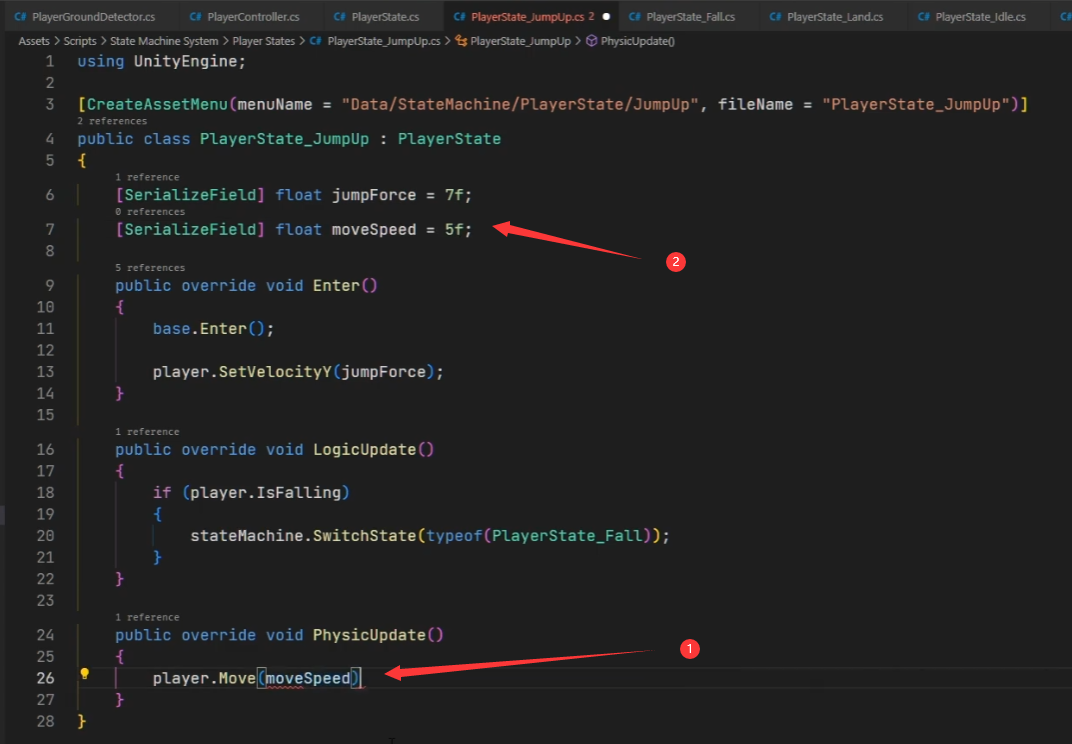 C# PlayerGroundDetector.cs C# PlayerController.cs C# PlayerState.cs C# PlayerState_JumpUp.cs 2 ● C# PlayerState_Fall.cs C# PlayerState_Land.cs C# PlayerState_Idle.cs C#
Assets > Scripts > State Machine System > Player States > C# PlayerState_JumpUp.cs > PlayerState_JumpUp > PhysicUpdate()
1 using UnityEngine;
2
3 [CreateAssetMenu(menuName = "Data/StateMachine/PlayerState/JumpUp", fileName = "PlayerState_JumpUp")]
2 references
4 public class PlayerState_JumpUp : PlayerState
5 {
1 reference
6 [SerializeField] float jumpForce = 7f;
0 references
7 [SerializeField] float moveSpeed = 5f;
2
8
5 references
9 public override void Enter()
10 {
11 base.Enter();
12
13 player.SetVelocityY(jumpForce);
14 }
15
1 reference
16 public override void LogicUpdate()
17 {
18 if (player.IsFalling)
19 {
20 stateMachine.SwitchState(typeof(PlayerState_Fall));
21 }
22 }
23
1 reference
24 public override void PhysicUpdate()
25 {
1
26 player.Move(moveSpeed)
27 }
28 }